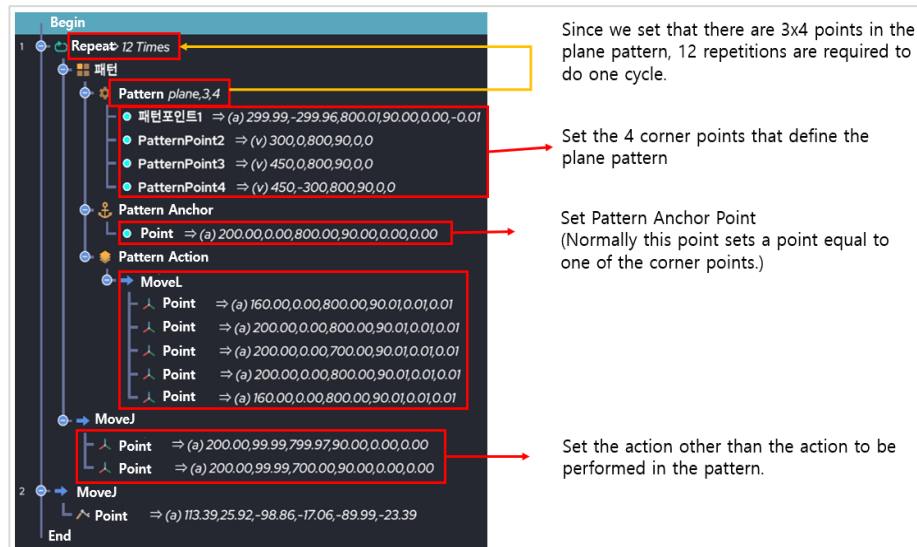 Begin
1 Repeat> 12 Times
패턴
Pattern plane,3,4
패턴포인트1 ⇒ (a) 299.99,-299.96,800.01,90.00,0.00,-0.01
PatternPoint2 ⇒ (v) 300,0,800,90,0,0
PatternPoint3 ⇒ (v) 450,0,800,90,0,0
PatternPoint4 ⇒ (v) 450,-300,800,90,0,0
Pattern Anchor
Point ⇒ (a) 200.00,0.00,800.00,90.00,0.00,0.00
Pattern Action
MoveL
Point ⇒ (a) 160.00,0.00,800.00,90.01,0.01,0.01
Point ⇒ (a) 200.00,0.00,800.00,90.01,0.01,0.01
Point ⇒ (a) 200.00,0.00,700.00,90.01,0.01,0.01
Point ⇒ (a) 200.00,0.00,800.00,90.01,0.01,0.01
Point ⇒ (a) 160.00,0.00,800.00,90.01,0.01,0.01
MoveJ
Point ⇒ (a) 200.00,99.99,799.97,90.00,0.00,0.00
Point ⇒ (a) 200.00,99.99,700.00,90.00,0.00,0.00
2 MoveJ
Point ⇒ (a) 113.39,25.92,-98.86,-17.06,-89.99,-23.39
End
Since we set that there are 3x4 points in the
plane pattern, 12 repetitions are required to
do one cycle.
Set the 4 corner points that define the
plane pattern
Set Pattern Anchor Point
(Normally this point sets a point equal to
one of the corner points.)
Set the action other than the action to be
performed in the pattern.